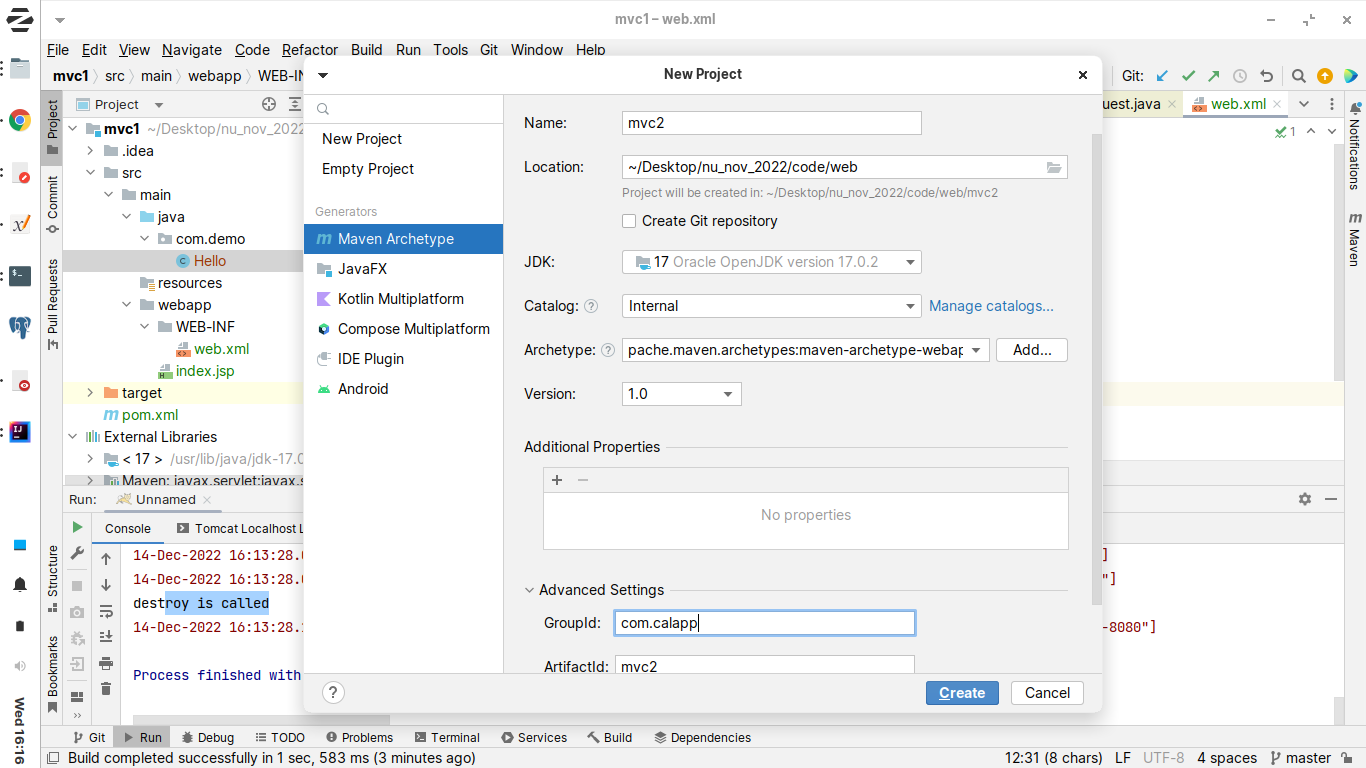 mvc1 – web.xml
File Edit View Navigate Code Refactor Build Run Tools Git Window Help
mvc1 src main webapp
Git:
Project
mvc1 ~/Desktop/nu_nov_2022
.idea
src
main
java
com.demo
Hello
resources
webapp
WEB-INF
web.xml
index.jsp
target
pom.xml
External Libraries
< 17 > /usr/lib/java/jdk-17.0
Maven: javax.servlet:javax.s
web.xml
1
Project
Commit
Pull Requests
Structure
Bookmarks
Notifications
m Maven
New Project
New Project
Empty Project
Generators
m Maven Archetype
JavaFX
Kotlin Multiplatform
Compose Multiplatform
IDE Plugin
Android
Name: mvc2
Location: ~/Desktop/nu_nov_2022/code/web
Project will be created in: ~/Desktop/nu_nov_2022/code/web/mvc2
Create Git repository
JDK: 17 Oracle OpenJDK version 17.0.2
Catalog: ? Internal Manage catalogs...
Archetype: ? pache.maven.archetypes:maven-archetype-webap Add...
Version: 1.0
Additional Properties
+ –
No properties
Advanced Settings
GroupId: com.calapp
ArtifactId: mvc2
? Create Cancel
Run: Unnamed
Console Tomcat Localhost L
14-Dec-2022 16:13:28. ]
14-Dec-2022 16:13:28. "]
destroy is called
14-Dec-2022 16:13:28. -8080"]
Process finished with
Git Run Debug TODO Problems Terminal Services Build Dependencies
Build completed successfully in 1 sec, 583 ms (3 minutes ago) 12:31 (8 chars) LF UTF-8 4 spaces master
Wed 16:16